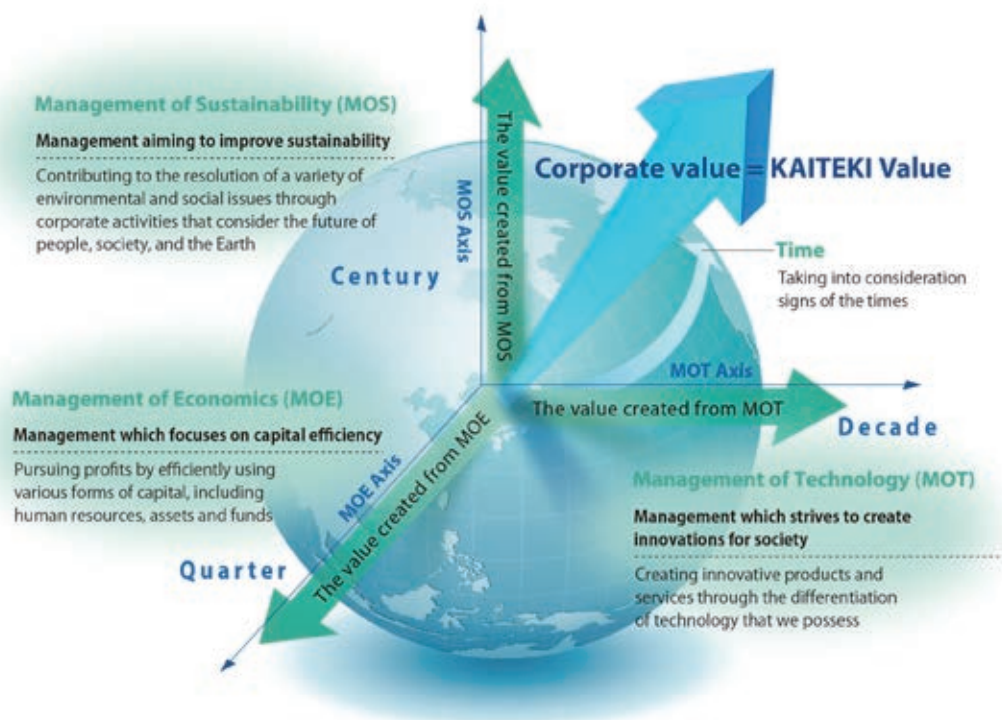 Management of Sustainability (MOS)
Management aiming to improve sustainability
Contributing to the resolution of a variety of
environmental and social issues through
corporate activities that consider the future of
people, society, and the Earth
Century
MOS Axis
The value created from MOS
Corporate value = KAITEKI Value
Time
Taking into consideration
signs of the times
MOT Axis
The value created from MOT
Decade
Management of Economics (MOE)
Management which focuses on capital efficiency
Pursuing profits by efficiently using
various forms of capital, including
human resources, assets and funds
MOE Axis
The value created from MOE
Quarter
Management of Technology (MOT)
Management which strives to create
innovations for society
Creating innovative products and
services through the differentiation
of technology that we possess